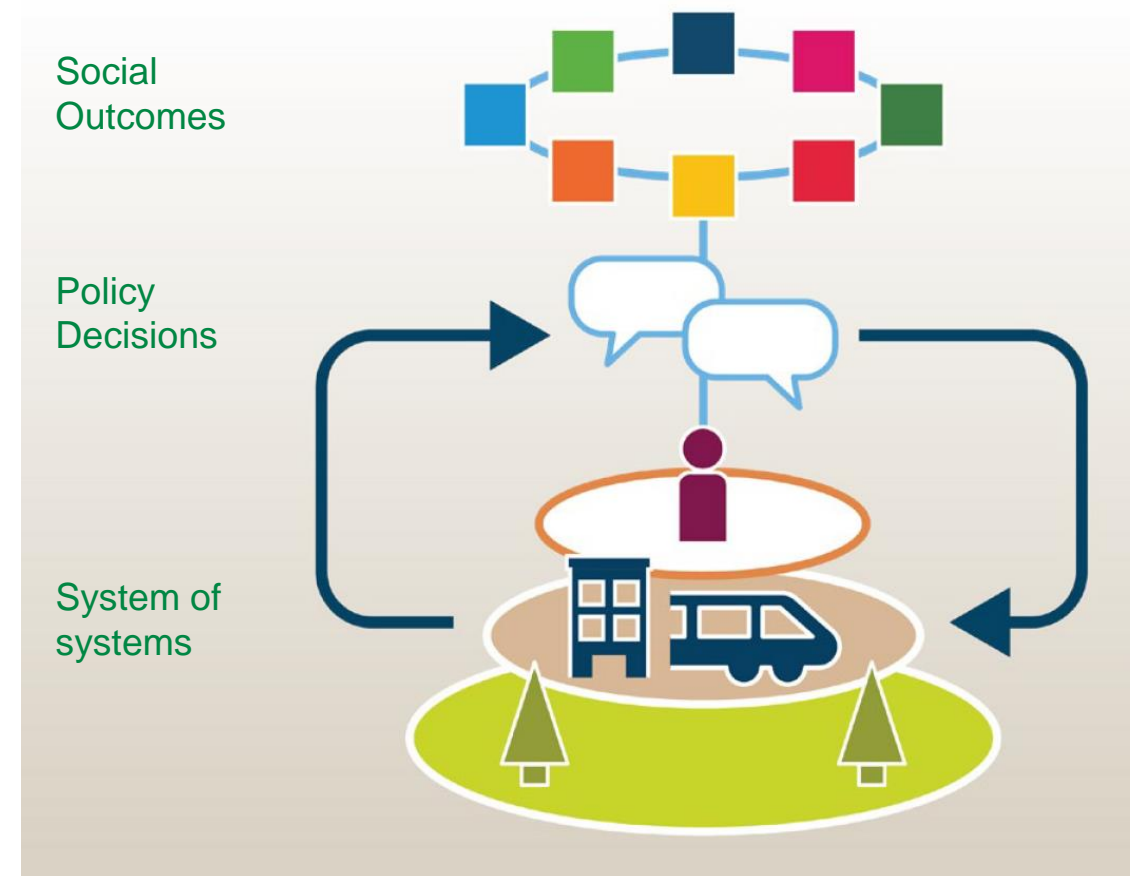 Social
Outcomes
Policy
Decisions
System of
systems